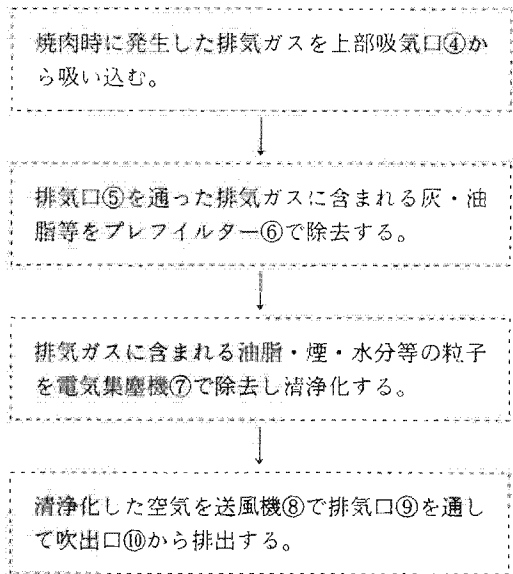 焼肉時に発生した排気ガスを上部吸気口④か
ら吸い込む。
排気口⑤を通った排気ガスに含まれる灰・油
脂等をプレフイルター⑥で除去する。
排気ガスに含まれる油脂・煙・水分等の粒子
を電気集塵機⑦で除去し清浄化する。
清浄化した空気を送風機⑧で排気口⑨を通し
て吹出口⑩から排出する。